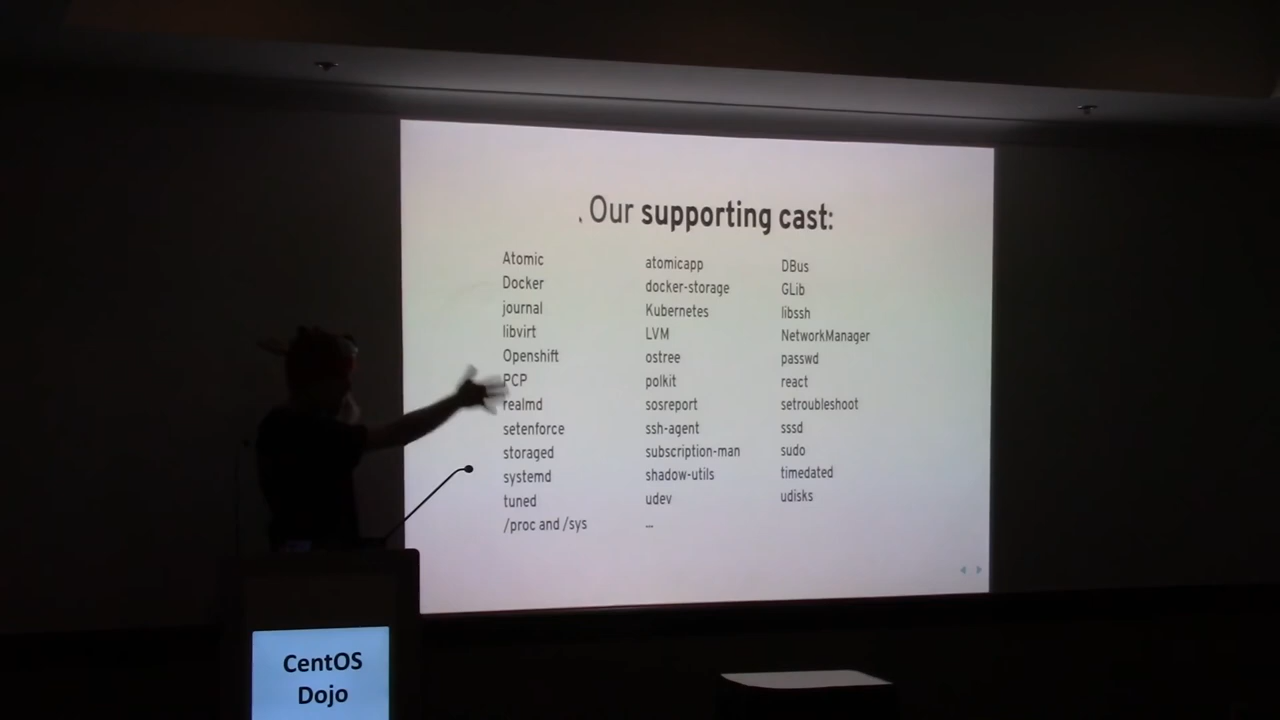 . Our supporting cast:
Atomic
Docker
journal
libvirt
Openshift
PCP
realmd
setenforce
storaged
systemd
tuned
/proc and /sys
atomicapp
docker-storage
Kubernetes
LVM
ostree
polkit
sosreport
ssh-agent
subscription-man
shadow-utils
udev
...
DBus
GLib
libssh
NetworkManager
passwd
react
setroubleshoot
sssd
sudo
timedated
udisks
CentOS
Dojo